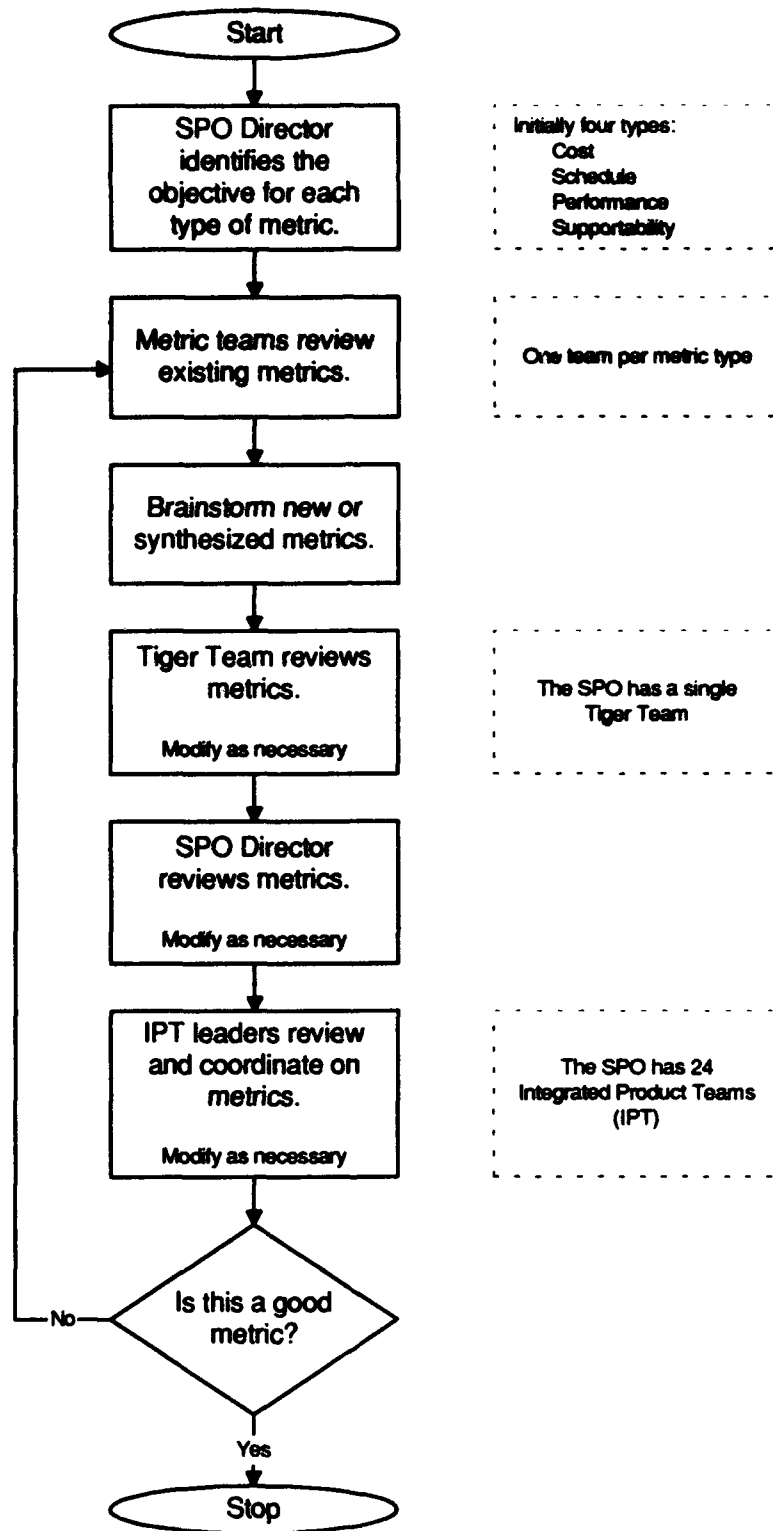 Start
SPO Director
identifies the
objective for each
type of metric.
Initially four types:
Cost
Schedule
Performance
Supportability
Metric teams review
existing metrics.
One team per metric type
Brainstorm new or
synthesized metrics.
Tiger Team reviews
metrics.
Modify as necessary
The SPO has a single
Tiger Team
SPO Director
reviews metrics.
Modify as necessary
IPT leaders review
and coordinate on
metrics.
Modify as necessary
The SPO has 24
Integrated Product Teams
(IPT)
Is this a good
metric?
No
Yes
Stop